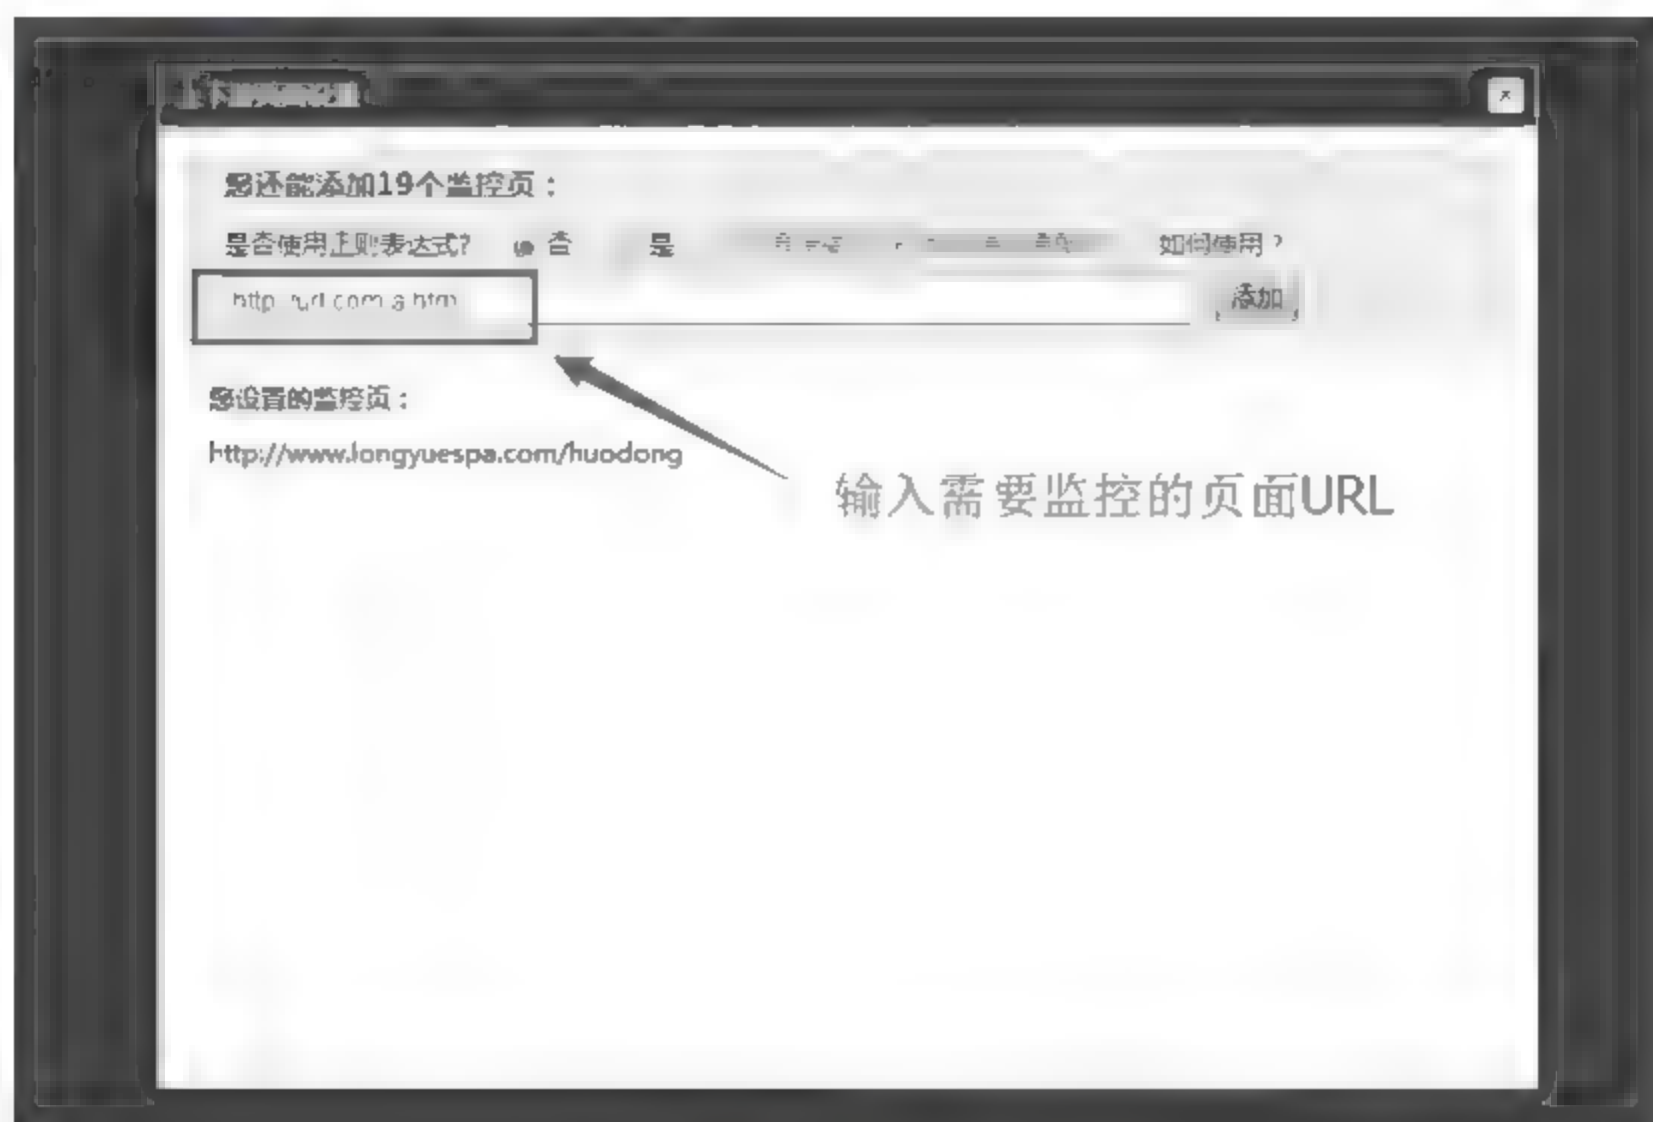 您还能添加19个监控页：
是否使用正则表达式? 否 是 如何使用？
添加
您设置的监控页：
http://www.longyuespa.com/huodong
输入需要监控的页面URL